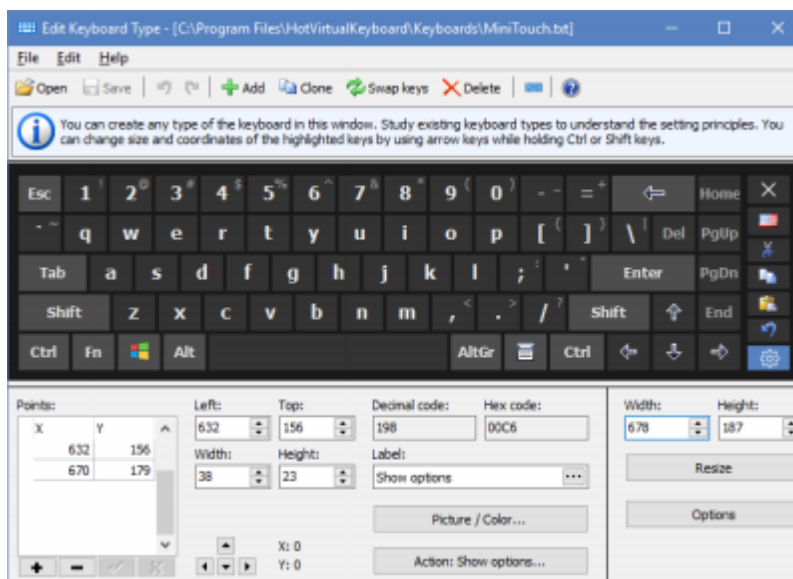 Edit Keyboard Type - [C:\Program Files\HotVirtualKeyboard\Keyboards\MiniTouch.txt]
File Edit Help
Open Save Add Clone Swap keys Delete
You can create any type of the keyboard in this window. Study existing keyboard types to understand the setting principles. You
can change size and coordinates of the highlighted keys by using arrow keys while holding Ctrl or Shift keys.
Esc 1 ! 2 @ 3 # 4 $ 5 % 6 ^ 7 & 8 * 9 ( 0 ) - = + Home
` ~ q w e r t y u i o p [ { ] } \ | Del PgUp
Tab a s d f g h j k l ; : ' " Enter PgDn
Shift z x c v b n m , < . > / ? Shift End
Ctrl Fn Alt AltGr Ctrl
Points: Left: Top: Decimal code: Hex code: Width: Height:
X Y 632 156 198 00C6 678 187
632 156 Width: Height: Label: Resize
670 179 38 23 Show options ...
Picture / Color... Options
X: 0
Y: 0 Action: Show options...